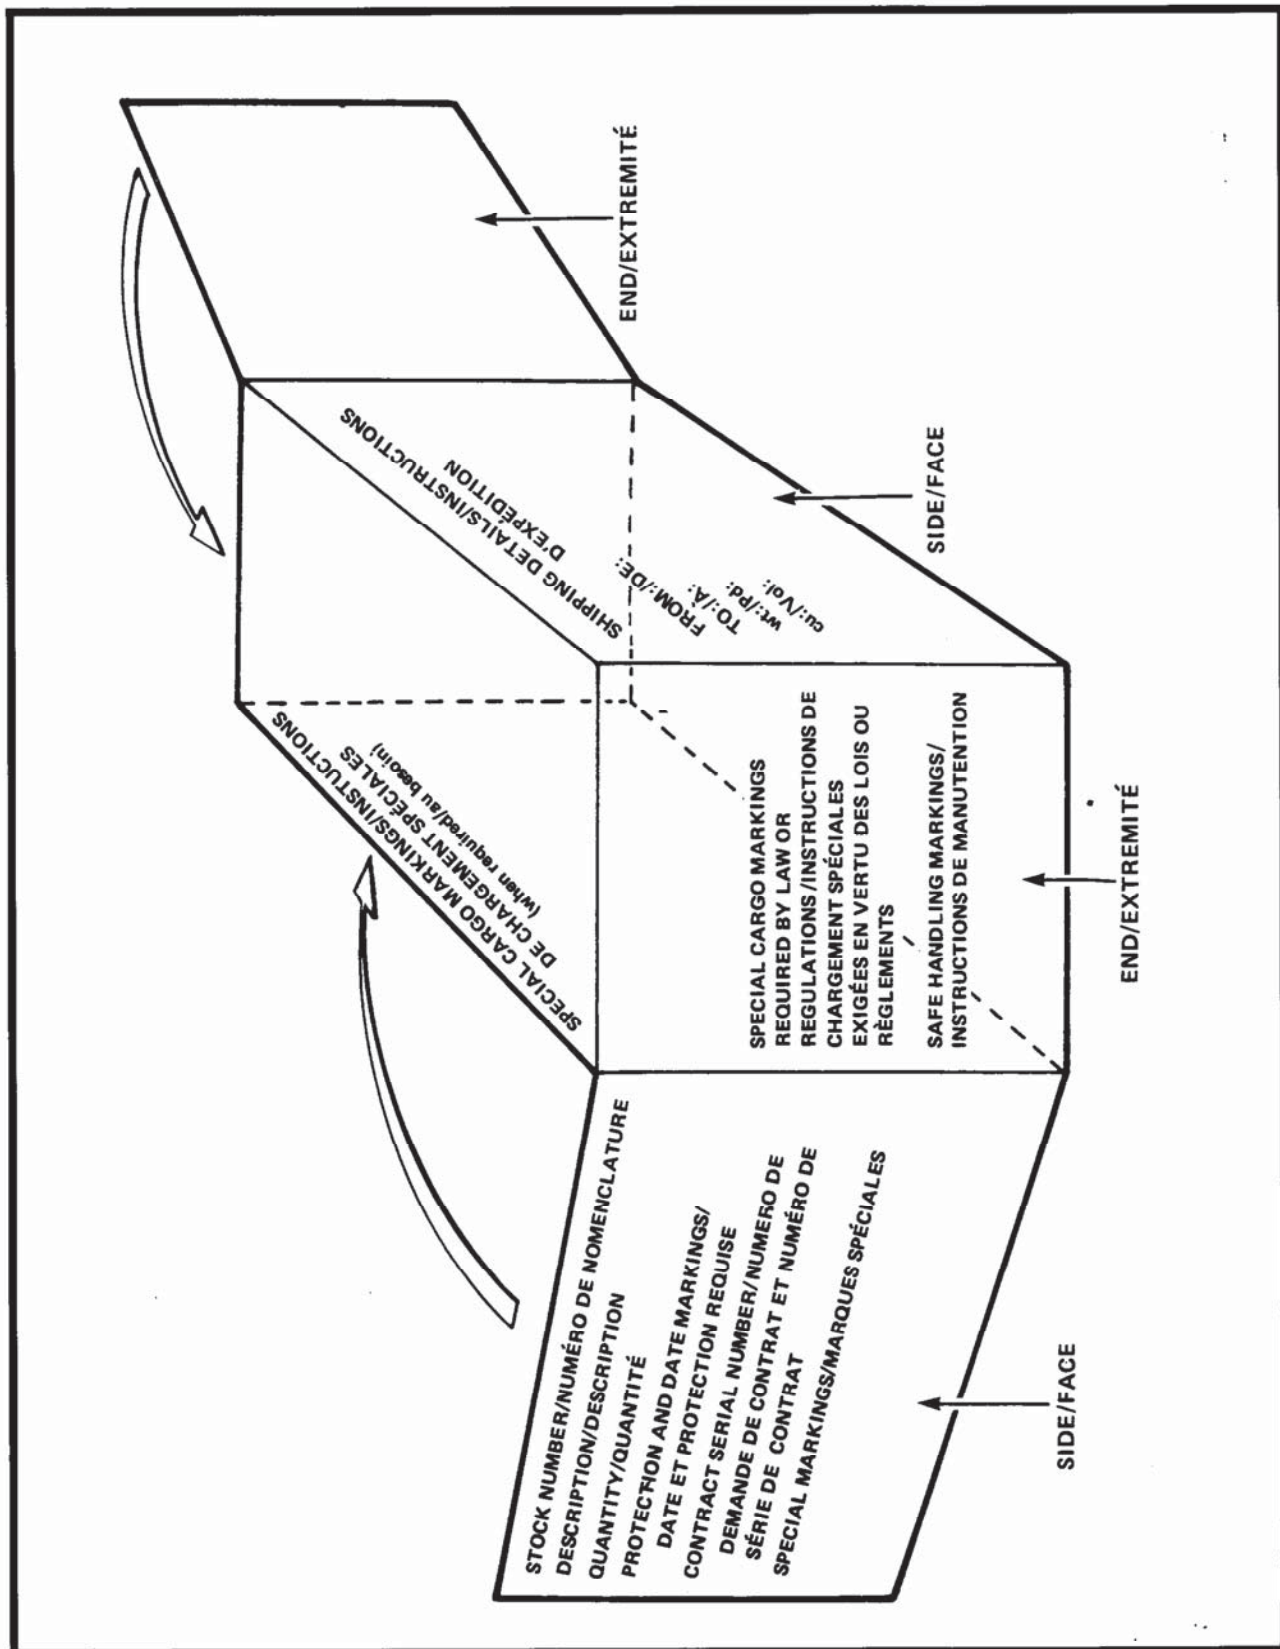 STOCK NUMBER/NUMÉRO DE NOMENCLATURE
DESCRIPTION/DESCRIPTION
QUANTITY/QUANTITÉ
PROTECTION AND DATE MARKINGS/
DATE ET PROTECTION REQUISE
CONTRACT SERIAL NUMBER/NUMERO DE
DEMANDE DE CONTRAT ET NUMÉRO DE
SÉRIE DE CONTRAT
SPECIAL MARKINGS/MARQUES SPÉCIALES
SIDE/FACE
SPECIAL CARGO MARKINGS/INSTUCTIONS
DE CHARGEMENT SPÉCIALES
(when required/au besoin)
SPECIAL CARGO MARKINGS
REQUIRED BY LAW OR
REGULATIONS/INSTRUCTIONS DE
CHARGEMENT SPÉCIALES
EXIGÉES EN VERTU DES LOIS OU
RÈGLEMENTS
SAFE HANDLING MARKINGS/
INSTRUCTIONS DE MANUTENTION
END/EXTREMITÉ
SHIPPING DETAILS/INSTRUCTIONS
D'EXPÉDITION
FROM:/DE:
TO:/À:
wt:/Pd:
cu:/Vol:
SIDE/FACE
END/EXTREMITÉ